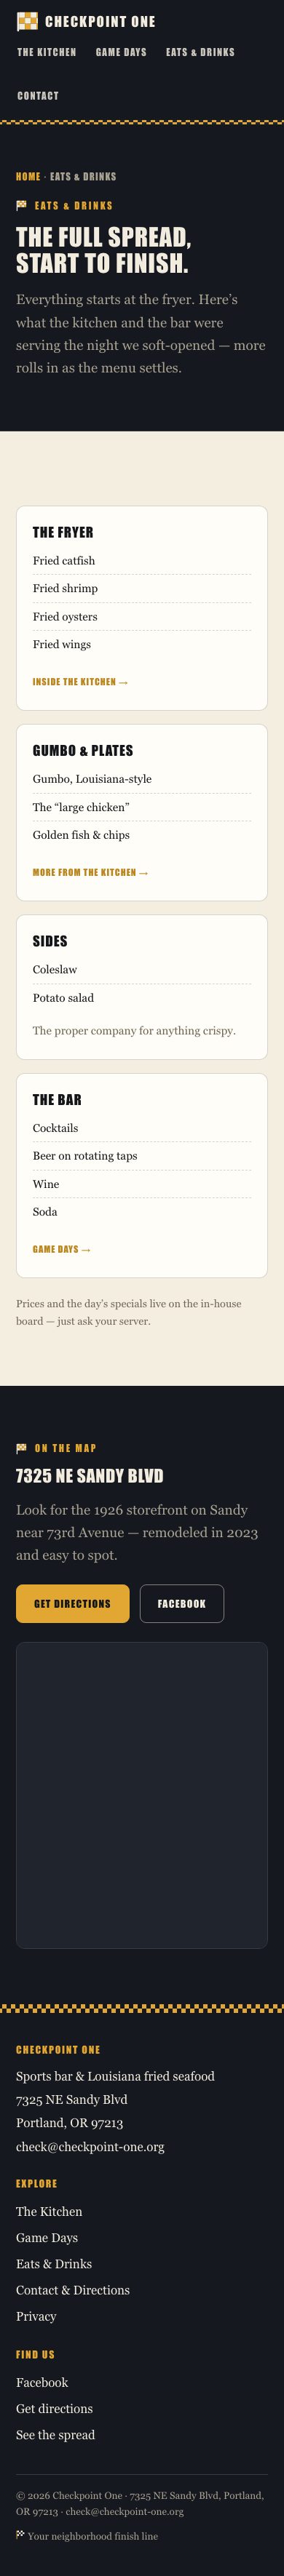 CHECKPOINT ONE
THE KITCHEN GAME DAYS EATS & DRINKS
CONTACT
HOME · EATS & DRINKS
EATS & DRINKS
THE FULL SPREAD,
START TO FINISH.
Everything starts at the fryer. Here’s
what the kitchen and the bar were
serving the night we soft-opened — more
rolls in as the menu settles.
THE FRYER
Fried catfish
Fried shrimp
Fried oysters
Fried wings
INSIDE THE KITCHEN →
GUMBO & PLATES
Gumbo, Louisiana-style
The “large chicken”
Golden fish & chips
MORE FROM THE KITCHEN →
SIDES
Coleslaw
Potato salad
The proper company for anything crispy.
THE BAR
Cocktails
Beer on rotating taps
Wine
Soda
GAME DAYS →
Prices and the day’s specials live on the in-house
board — just ask your server.
ON THE MAP
7325 NE SANDY BLVD
Look for the 1926 storefront on Sandy
near 73rd Avenue — remodeled in 2023
and easy to spot.
GET DIRECTIONS FACEBOOK
CHECKPOINT ONE
Sports bar & Louisiana fried seafood
7325 NE Sandy Blvd
Portland, OR 97213
check@checkpoint-one.org
EXPLORE
The Kitchen
Game Days
Eats & Drinks
Contact & Directions
Privacy
FIND US
Facebook
Get directions
See the spread
© 2026 Checkpoint One · 7325 NE Sandy Blvd, Portland,
OR 97213 · check@checkpoint-one.org
Your neighborhood finish line